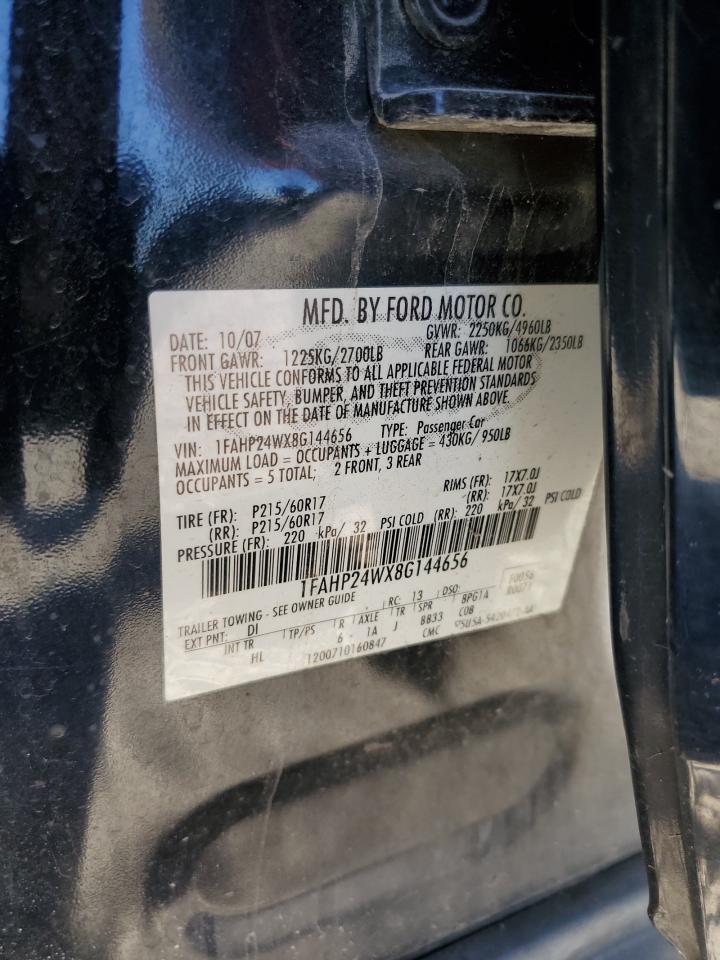 MFD. BY FORD MOTOR CO.
DATE: 10/07 GVWR: 2250KG/4960LB
FRONT GAWR: 1225KG/2700LB REAR GAWR: 1066KG/2350LB
THIS VEHICLE CONFORMS TO ALL APPLICABLE FEDERAL MOTOR
VEHICLE SAFETY, BUMPER, AND THEFT PREVENTION STANDARDS
IN EFFECT ON THE DATE OF MANUFACTURE SHOWN ABOVE.
VIN: 1FAHP24WX8G144656 TYPE: Passenger Car
MAXIMUM LOAD = OCCUPANTS + LUGGAGE = 430KG/ 950LB
OCCUPANTS = 5 TOTAL; 2 FRONT, 3 REAR
TIRE (FR): P215/60R17 RIMS (FR): 17X7.0J
(RR): P215/60R17 (RR): 17X7.0J
PRESSURE (FR): 220 kPa/ 32 PSI COLD (RR): 220 kPa/ 32 PSI COLD
1FAHP24WX8G144656
TRAILER TOWING - SEE OWNER GUIDE RC: 13 DSO: F0056
EXT PNT: DI R0071
INT TR TP/PS R AXLE TR SPR BPG1A
HL 6 1A J BB33 COB
1200710160847 CMC